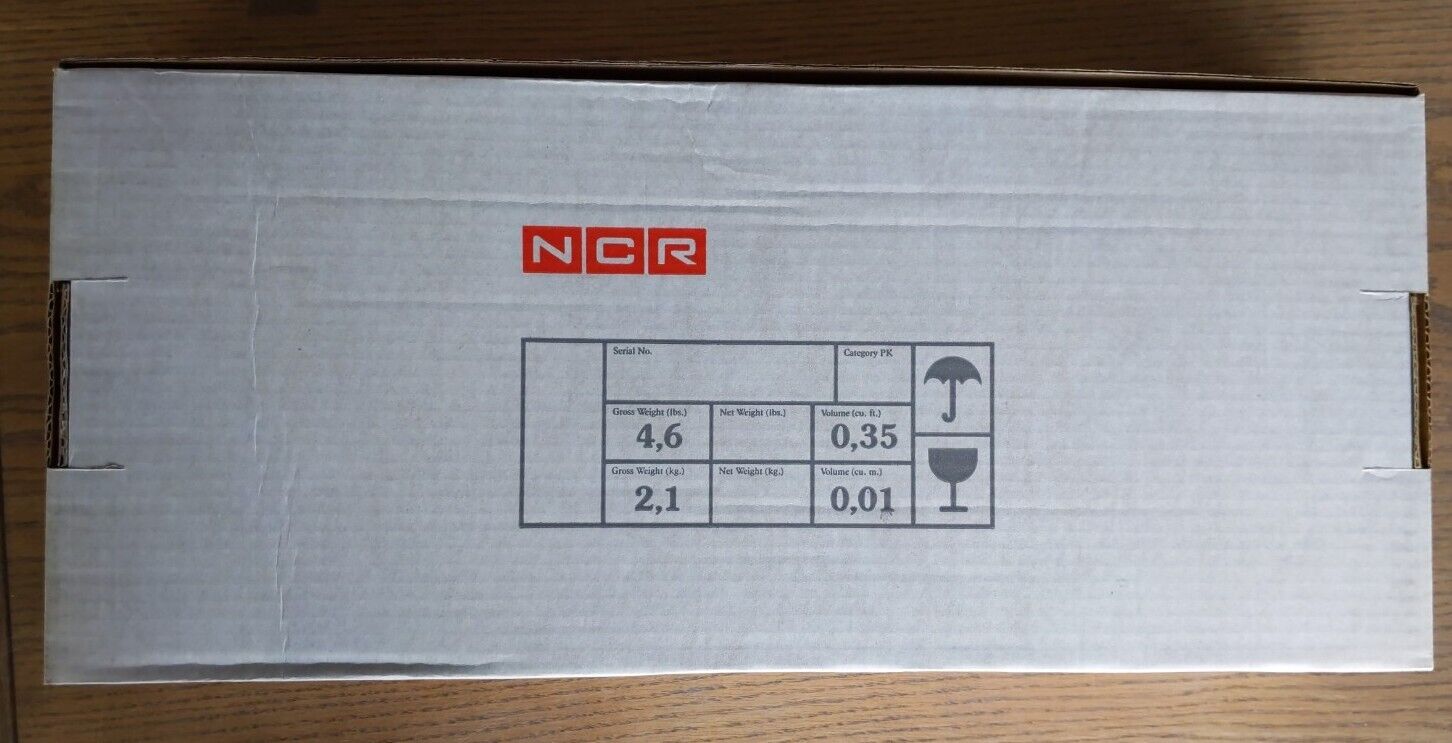 NCR
Serial No.
Category PK
Gross Weight (lbs.)
4,6
Net Weight (lbs.)
Volume (cu. ft.)
0,35
Gross Weight (kg.)
2,1
Net Weight (kg.)
Volume (cu. m.)
0,01